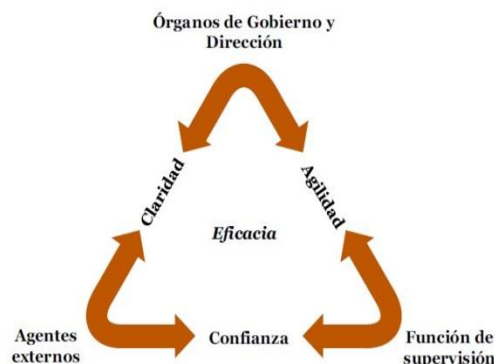 Órganos de Gobierno y
Dirección
Claridad
Agilidad
Eficacia
Agentes
externos
Confianza
Función de
supervisión